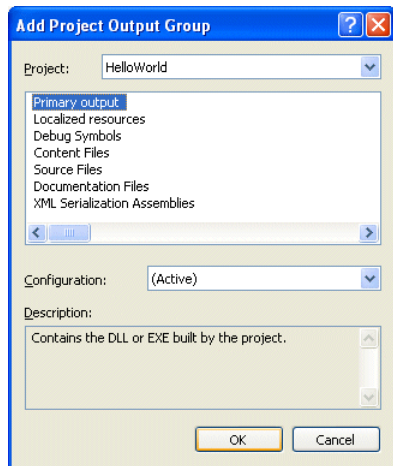 Add Project Output Group
Project: HelloWorld
Primary output
Localized resources
Debug Symbols
Content Files
Source Files
Documentation Files
XML Serialization Assemblies
Configuration: (Active)
Description:
Contains the DLL or EXE built by the project.
OK Cancel